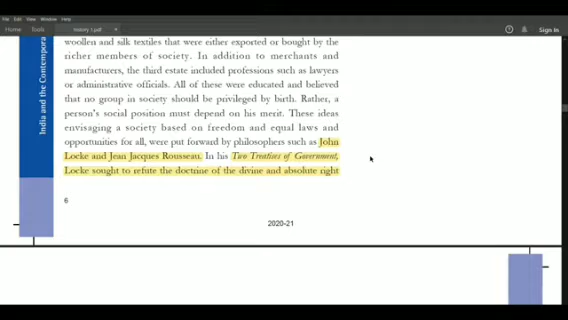 File Edit View Window Help
Home Tools history 1.pdf × Sign In
woollen and silk textiles that were either exported or bought by the
richer members of society. In addition to merchants and
manufacturers, the third estate included professions such as lawyers
or administrative officials. All of these were educated and believed
that no group in society should be privileged by birth. Rather, a
person's social position must depend on his merit. These ideas
envisaging a society based on freedom and equal laws and
opportunities for all, were put forward by philosophers such as John
Locke and Jean Jacques Rousseau. In his Two Treatises of Government,
Locke sought to refute the doctrine of the divine and absolute right
India and the Contempora
6
2020-21